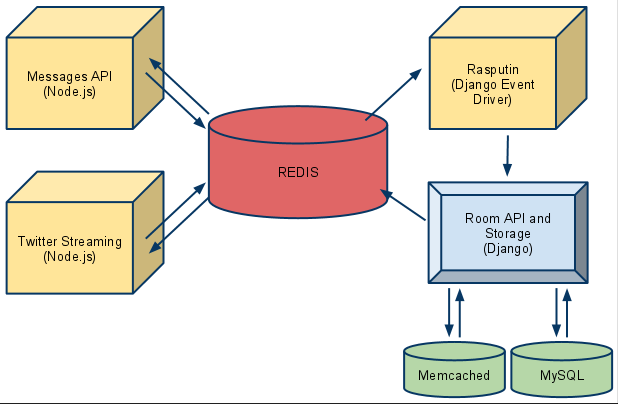 Messages API
(Node.js)
Rasputin
(Django Event
Driver)
REDIS
Twitter Streaming
(Node.js)
Room API and
Storage
(Django)
Memcached
MySQL